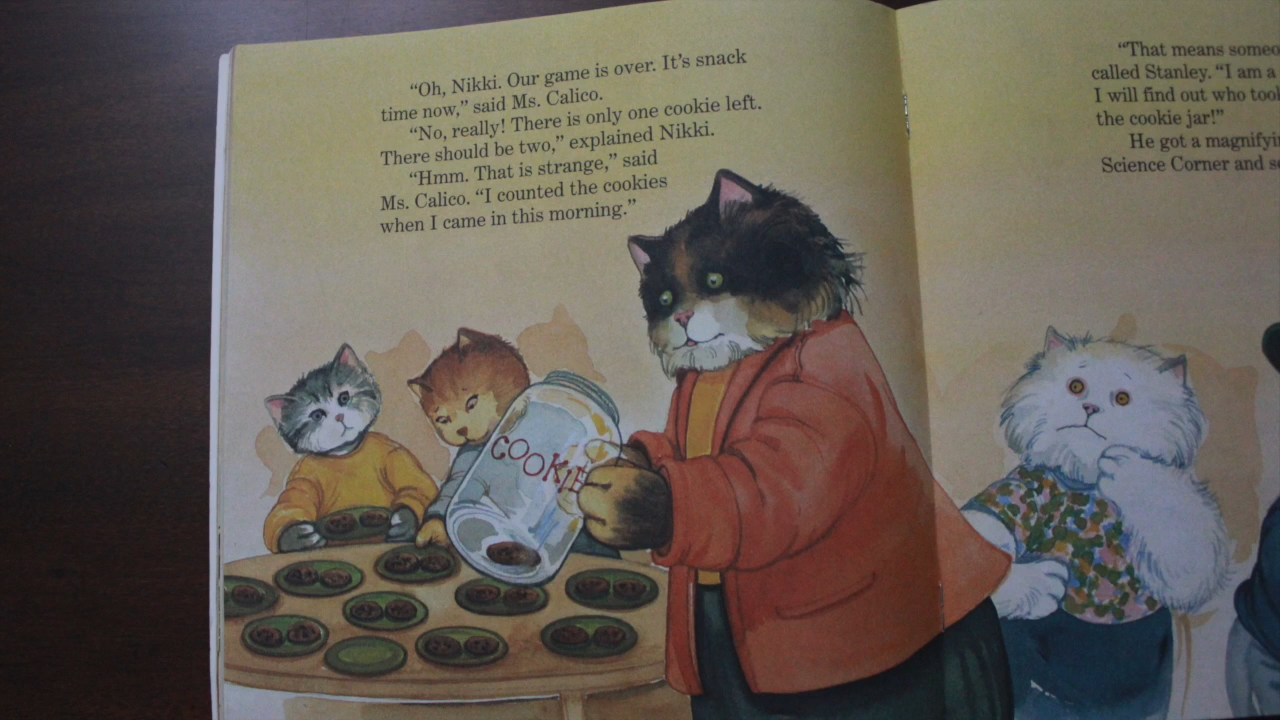 “Oh, Nikki. Our game is over. It’s snack
time now,” said Ms. Calico.
“No, really! There is only one cookie left.
There should be two,” explained Nikki.
“Hmm. That is strange,” said
Ms. Calico. “I counted the cookies
when I came in this morning.”
COOKIE
“That means
called Stanley. “I am a
I will find out who
the cookie jar!”
He got a
Science Corner and